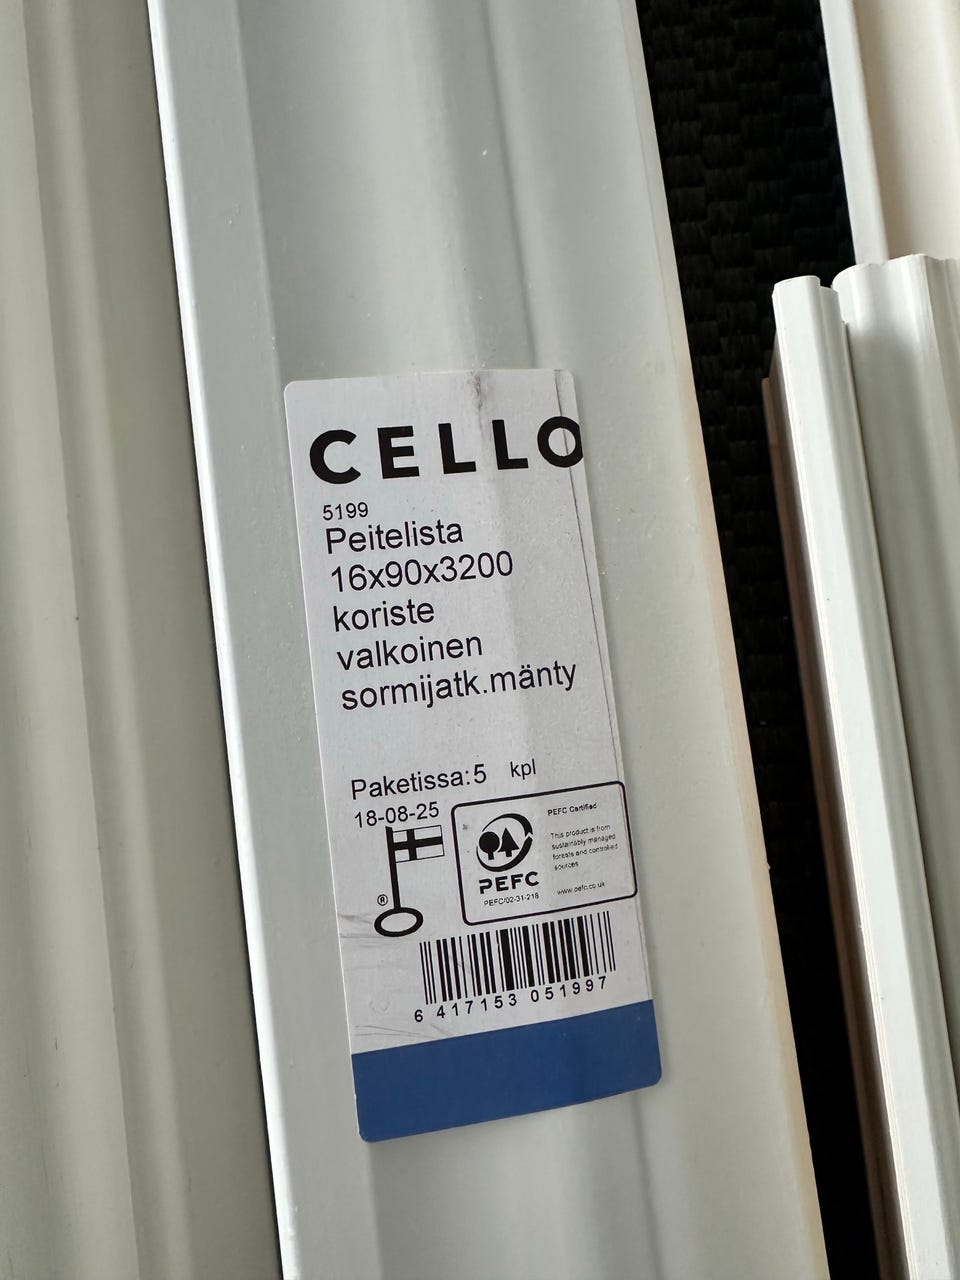 CELLO
5199
Peitelista
16x90x3200
koriste
valkoinen
sormijatk.mänty
Paketissa:5 kpl
18-08-25
®
PEFC
PEFC/02-31-218
PEFC Certified
This product is from
sustainably managed
forests and controlled
sources
www.pefc.co.uk
6 417153 051997